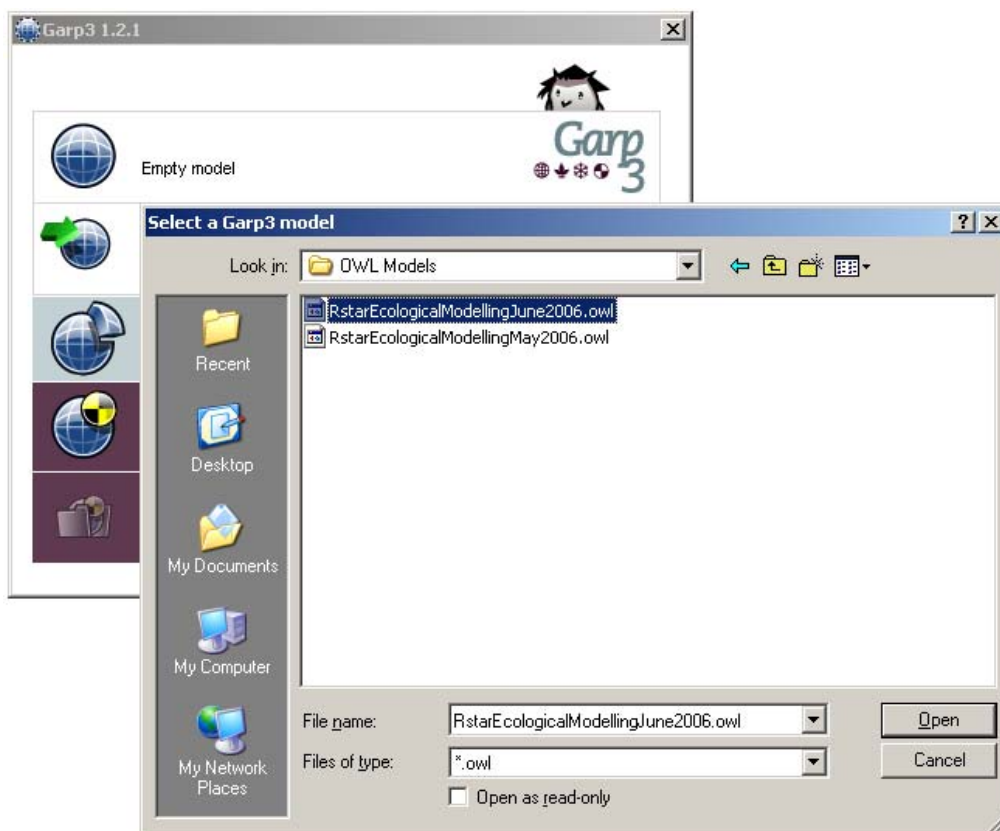 Garp3 1.2.1
Garp
3
Empty model
Select a Garp3 model
Look in:
OWL Models
RstarEcologicalModellingJune2006.owl
RstarEcologicalModellingMay2006.owl
Recent
Desktop
My Documents
My Computer
My Network
Places
File name:
RstarEcologicalModellingJune2006.owl
Open
Files of type:
*.owl
Cancel
Open as read-only